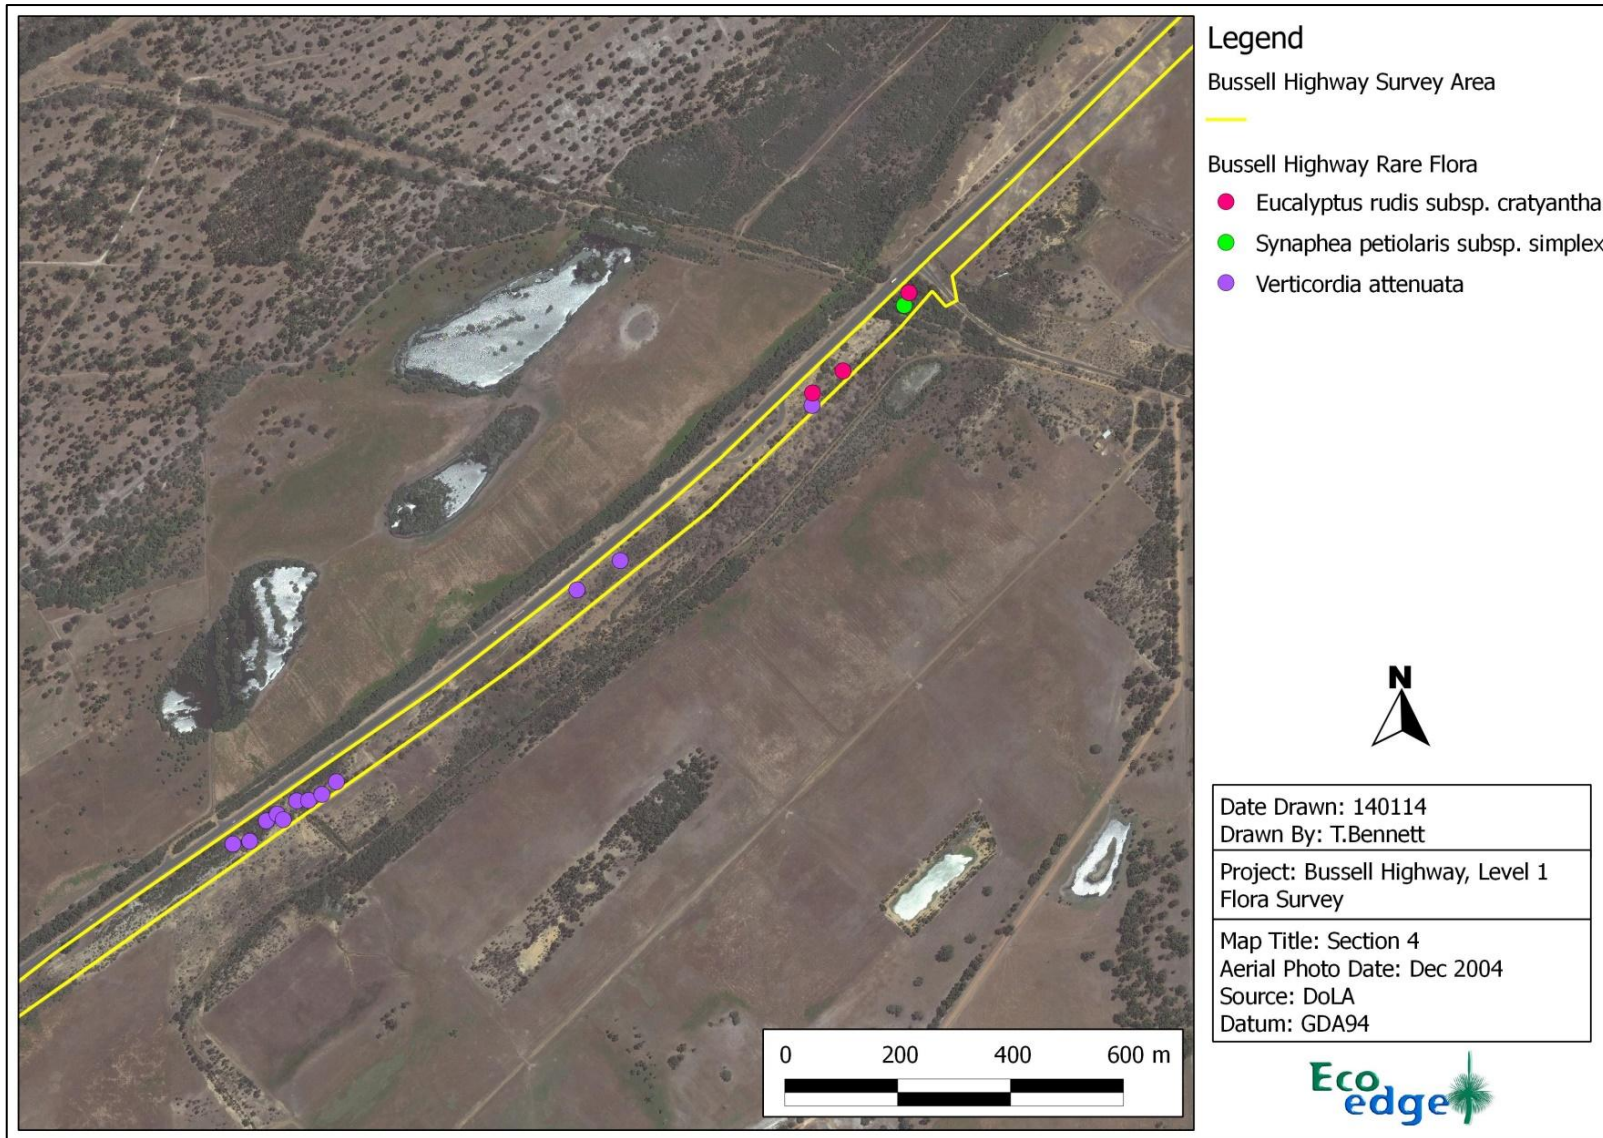 Legend
Bussell Highway Survey Area
Bussell Highway Rare Flora
Eucalyptus rudis subsp. cratyantha
Synaphea petiolaris subsp. simplex
Verticordia attenuata
N
Date Drawn: 140114
Drawn By: T.Bennett
Project: Bussell Highway, Level 1
Flora Survey
Map Title: Section 4
Aerial Photo Date: Dec 2004
Source: DoLA
Datum: GDA94
0 200 400 600 m
Eco
edge